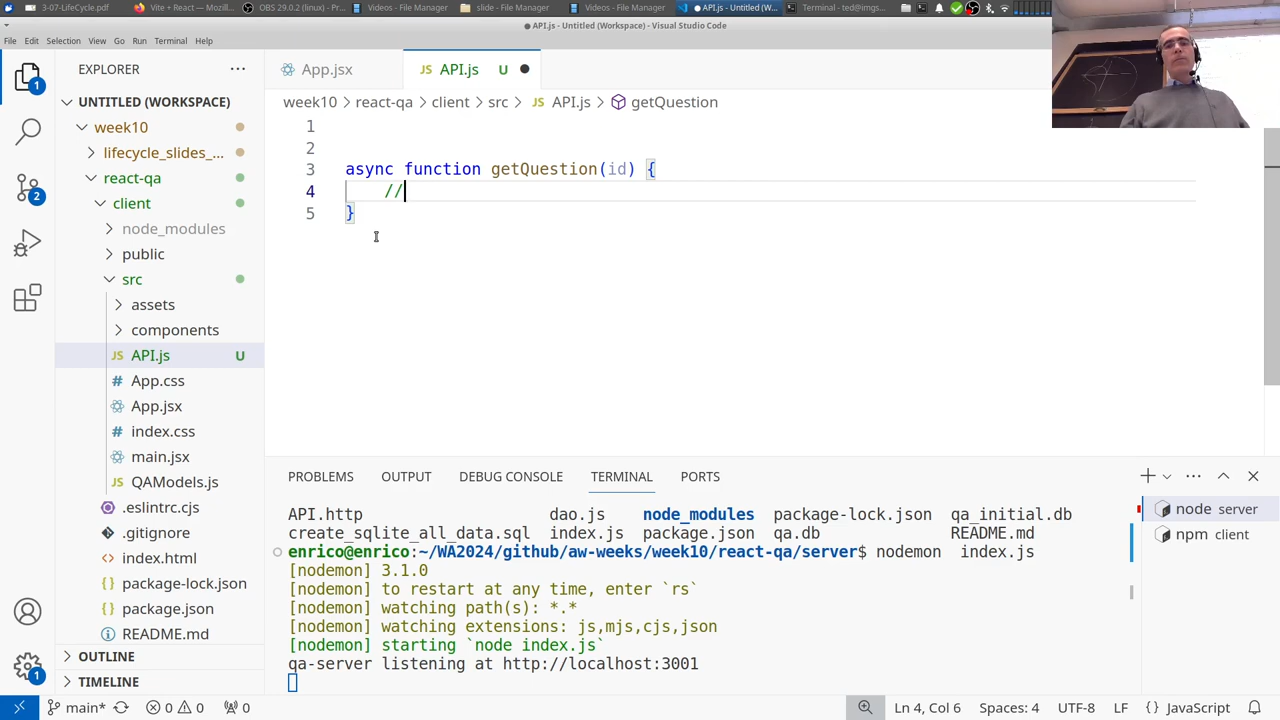 3-07-LifeCycle.pdf
Vite + React — Mozill...
OBS 29.0.2 (linux) - Pr...
Videos - File Manager
slide - File Manager
Videos - File Manager
● API.js - Untitled (W...
Terminal - ted@imgs...
● API.js - Untitled (Workspace) - Visual Studio Code
File Edit Selection View Go Run Terminal Help
EXPLORER ···
App.jsx
JS API.js U ●
UNTITLED (WORKSPACE)
week10
lifecycle_slides_...
react-qa
client
node_modules
public
src
assets
components
JS API.js U
# App.css
App.jsx
# index.css
main.jsx
JS QAModels.js
.eslintrc.cjs
.gitignore
index.html
package-lock.json
package.json
README.md
OUTLINE
TIMELINE
1
2
1
week10 > react-qa > client > src > JS API.js > getQuestion
1
2
3 async function getQuestion(id) {
4 //
5 }
PROBLEMS OUTPUT DEBUG CONSOLE TERMINAL PORTS
API.http dao.js node_modules package-lock.json qa_initial.db
create_sqlite_all_data.sql index.js package.json qa.db README.md
enrico@enrico:~/WA2024/github/aw-weeks/week10/react-qa/server$ nodemon index.js
[nodemon] 3.1.0
[nodemon] to restart at any time, enter `rs`
[nodemon] watching path(s): *.*
[nodemon] watching extensions: js,mjs,cjs,json
[nodemon] starting `node index.js`
qa-server listening at http://localhost:3001
node server
npm client
main* 0 0 0 Ln 4, Col 6 Spaces: 4 UTF-8 LF {} JavaScript